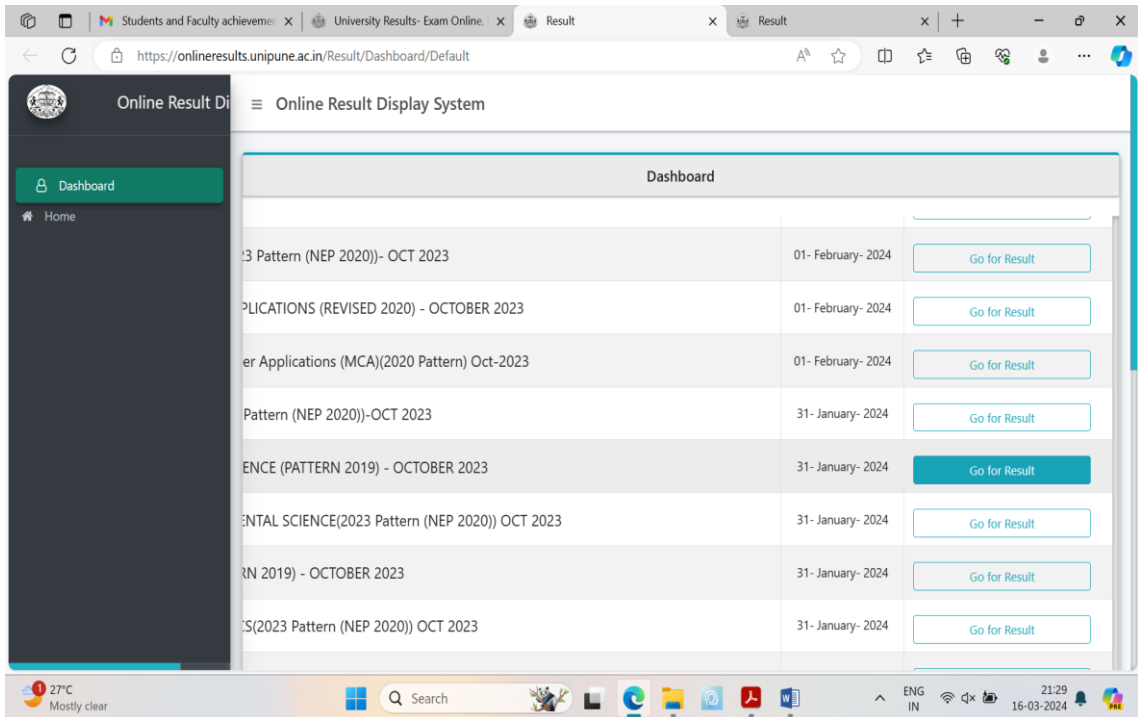 Students and Faculty achievemen
University Results- Exam Online,
Result
Result
https://onlineresults.unipune.ac.in/Result/Dashboard/Default
Online Result Di
Online Result Display System
Dashboard
Dashboard
Home
23 Pattern (NEP 2020))- OCT 2023 01- February- 2024 Go for Result
PLICATIONS (REVISED 2020) - OCTOBER 2023 01- February- 2024 Go for Result
er Applications (MCA)(2020 Pattern) Oct-2023 01- February- 2024 Go for Result
Pattern (NEP 2020))-OCT 2023 31- January- 2024 Go for Result
ENCE (PATTERN 2019) - OCTOBER 2023 31- January- 2024 Go for Result
ENTAL SCIENCE(2023 Pattern (NEP 2020)) OCT 2023 31- January- 2024 Go for Result
RN 2019) - OCTOBER 2023 31- January- 2024 Go for Result
CS(2023 Pattern (NEP 2020)) OCT 2023 31- January- 2024 Go for Result
1
27°C
Mostly clear
Search
ENG
IN
21:29
16-03-2024
PRE